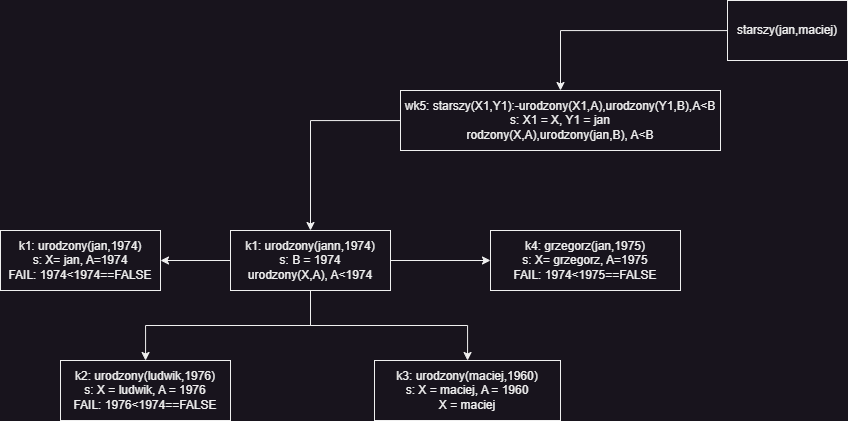 starszy(jan,maciej)
wk5: starszy(X1,Y1):-urodzony(X1,A),urodzony(Y1,B),A<B
s: X1 = X, Y1 = jan
rodzony(X,A),urodzony(jan,B), A<B
k1: urodzony(jan,1974)
s: X= jan, A=1974
FAIL: 1974<1974==FALSE
k1: urodzony(jann,1974)
s: B = 1974
urodzony(X,A), A<1974
k4: grzegorz(jan,1975)
s: X= grzegorz, A=1975
FAIL: 1974<1975==FALSE
k2: urodzony(ludwik,1976)
s: X = ludwik, A = 1976
FAIL: 1976<1974==FALSE
k3: urodzony(maciej,1960)
s: X = maciej, A = 1960
X = maciej